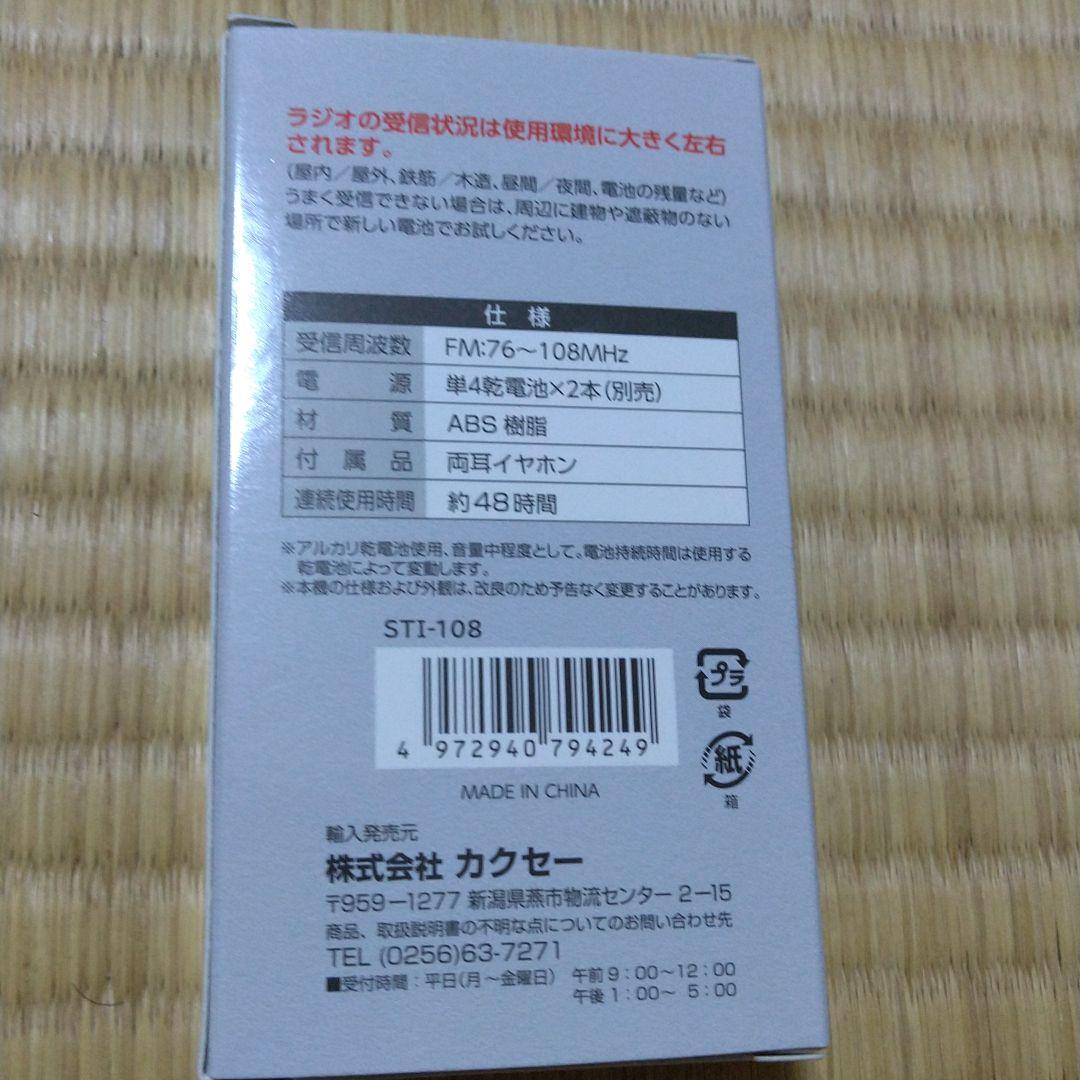 ラジオの受信状況は使用環境に大きく左右
されます。
(屋内／屋外、鉄筋／木造、昼間／夜間、電池の残量など)
うまく受信できない場合は、周辺に建物や遮蔽物のない
場所で新しい電池でお試しください。
仕様
受信周波数 FM:76～108MHz
電源 単4乾電池×2本(別売)
材質 ABS樹脂
付属品 両耳イヤホン
連続使用時間 約48時間
※アルカリ乾電池使用、音量中程度として。電池持続時間は使用する
乾電池によって変動します。
※本機の仕様および外観は、改良のため予告なく変更することがあります。
STI-108
4 972940 794249
プラ
袋
紙
箱
MADE IN CHINA
輸入発売元
株式会社 カクセー
〒959－1277 新潟県燕市物流センター 2－15
商品、取扱説明書の不明な点についてのお問い合わせ先
TEL (0256)63-7271
■受付時間：平日(月～金曜日) 午前 9：00～12：00
午後 1：00～ 5：00